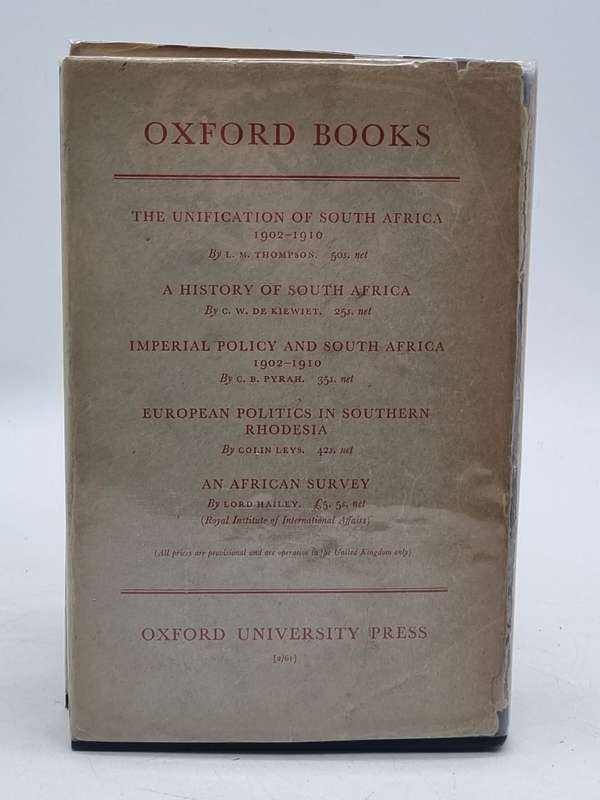 OXFORD BOOKS
THE UNIFICATION OF SOUTH AFRICA
1902–1910
By L. M. THOMPSON. 50s. net
A HISTORY OF SOUTH AFRICA
By C. W. DE KIEWIET. 25s. net
IMPERIAL POLICY AND SOUTH AFRICA
1902–1910
By C. B. PYRAH. 35s. net
EUROPEAN POLITICS IN SOUTHERN
RHODESIA
By COLIN LEYS. 42s. net
AN AFRICAN SURVEY
By LORD HAILEY. £5. 5s. net
(Royal Institute of International Affairs)
(All prices are provisional and are operative in the United Kingdom only)
OXFORD UNIVERSITY PRESS
[2/61]